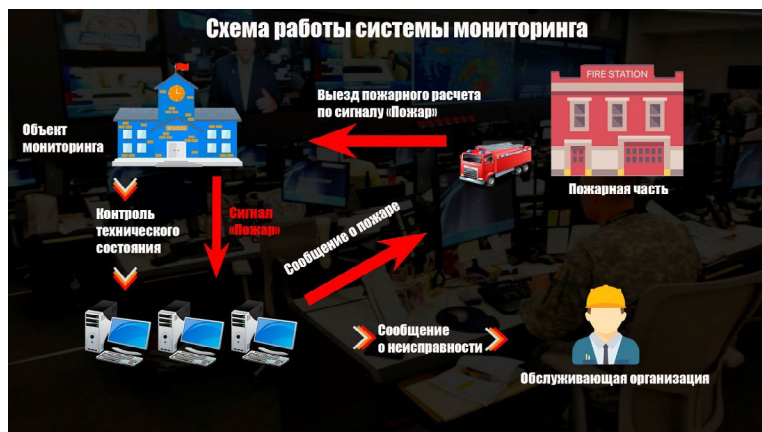 Схема работы системы мониторинга
Выезд пожарного расчета
по сигналу «Пожар»
FIRE STATION
Объект
мониторинга
Пожарная часть
Контроль
технического
состояния
Сигнал
«Пожар»
Сообщение о пожаре
Сообщение
о неисправности
Обслуживающая организация